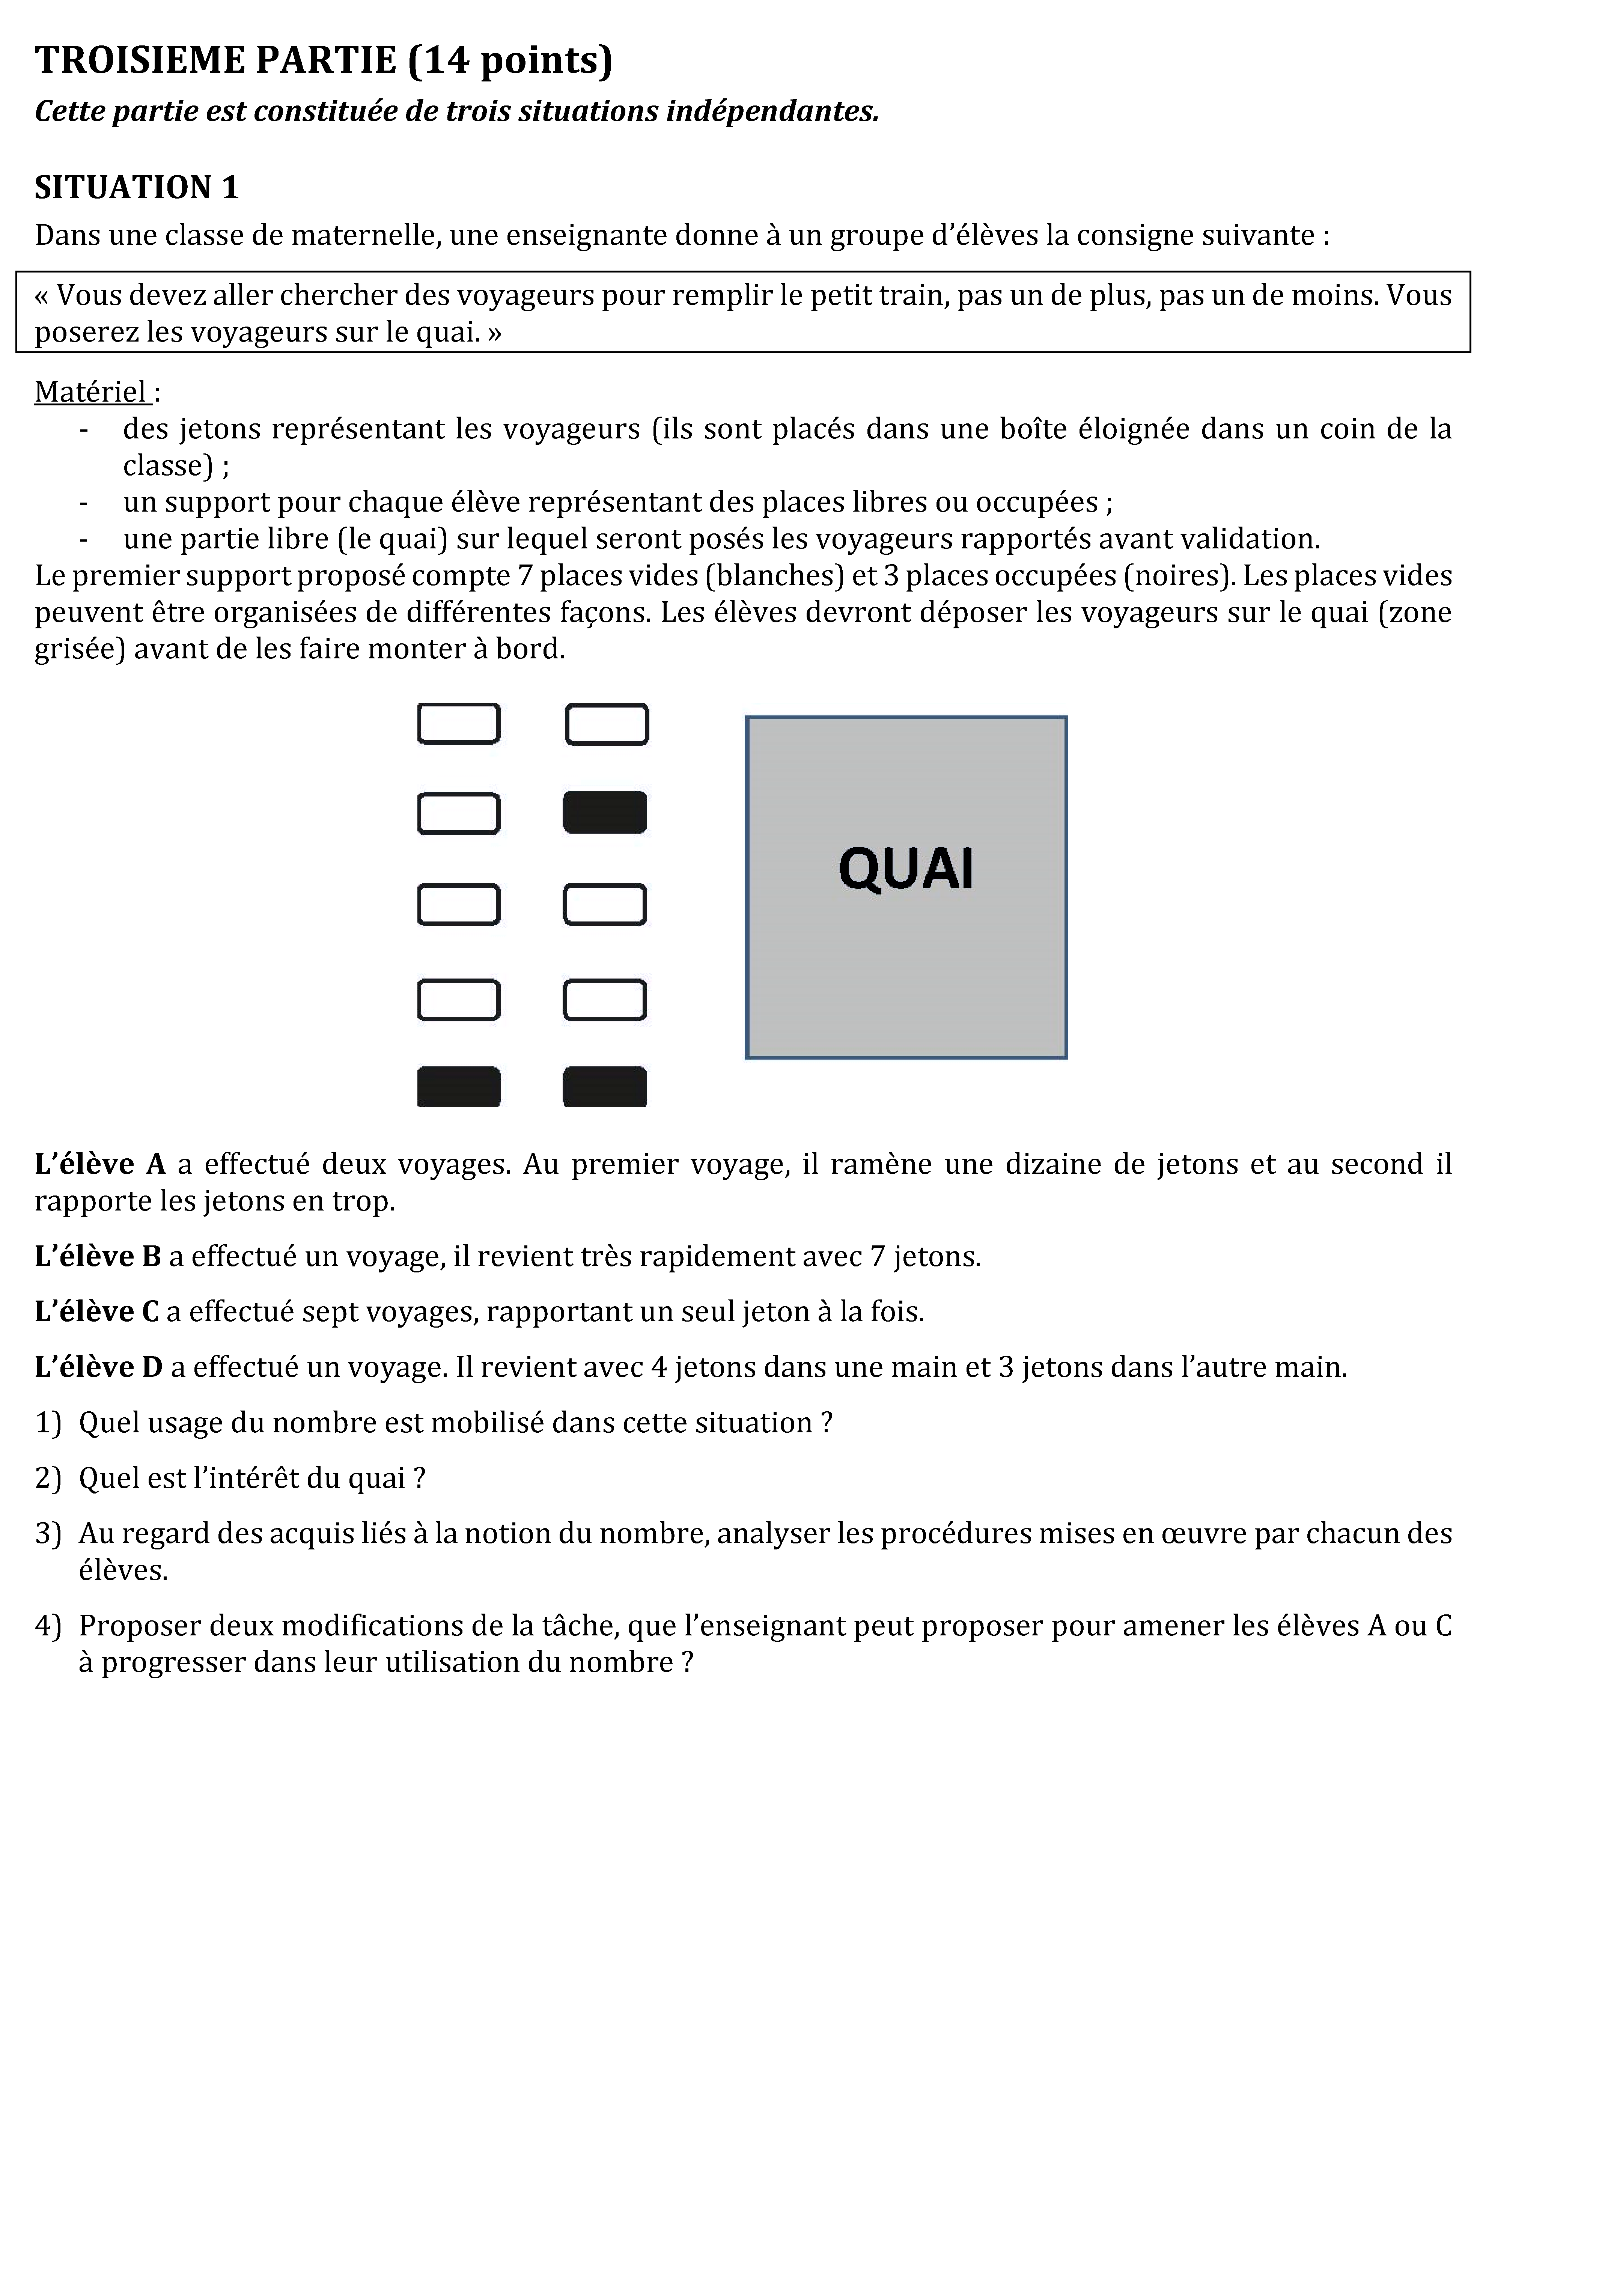 TROISIEME PARTIE (14 points)
Cette partie est constituée de trois situations indépendantes.
SITUATION 1
Dans une classe de maternelle, une enseignante donne à un groupe d’élèves la consigne suivante :
« Vous devez aller chercher des voyageurs pour remplir le petit train, pas un de plus, pas un de moins. Vous
poserez les voyageurs sur le quai. »
Matériel :
- des jetons représentant les voyageurs (ils sont placés dans une boîte éloignée dans un coin de la
classe) ;
- un support pour chaque élève représentant des places libres ou occupées ;
- une partie libre (le quai) sur lequel seront posés les voyageurs rapportés avant validation.
Le premier support proposé compte 7 places vides (blanches) et 3 places occupées (noires). Les places vides
peuvent être organisées de différentes façons. Les élèves devront déposer les voyageurs sur le quai (zone
grisée) avant de les faire monter à bord.
QUAI
L’élève A a effectué deux voyages. Au premier voyage, il ramène une dizaine de jetons et au second il
rapporte les jetons en trop.
L’élève B a effectué un voyage, il revient très rapidement avec 7 jetons.
L’élève C a effectué sept voyages, rapportant un seul jeton à la fois.
L’élève D a effectué un voyage. Il revient avec 4 jetons dans une main et 3 jetons dans l’autre main.
1) Quel usage du nombre est mobilisé dans cette situation ?
2) Quel est l’intérêt du quai ?
3) Au regard des acquis liés à la notion du nombre, analyser les procédures mises en œuvre par chacun des
élèves.
4) Proposer deux modifications de la tâche, que l’enseignant peut proposer pour amener les élèves A ou C
à progresser dans leur utilisation du nombre ?